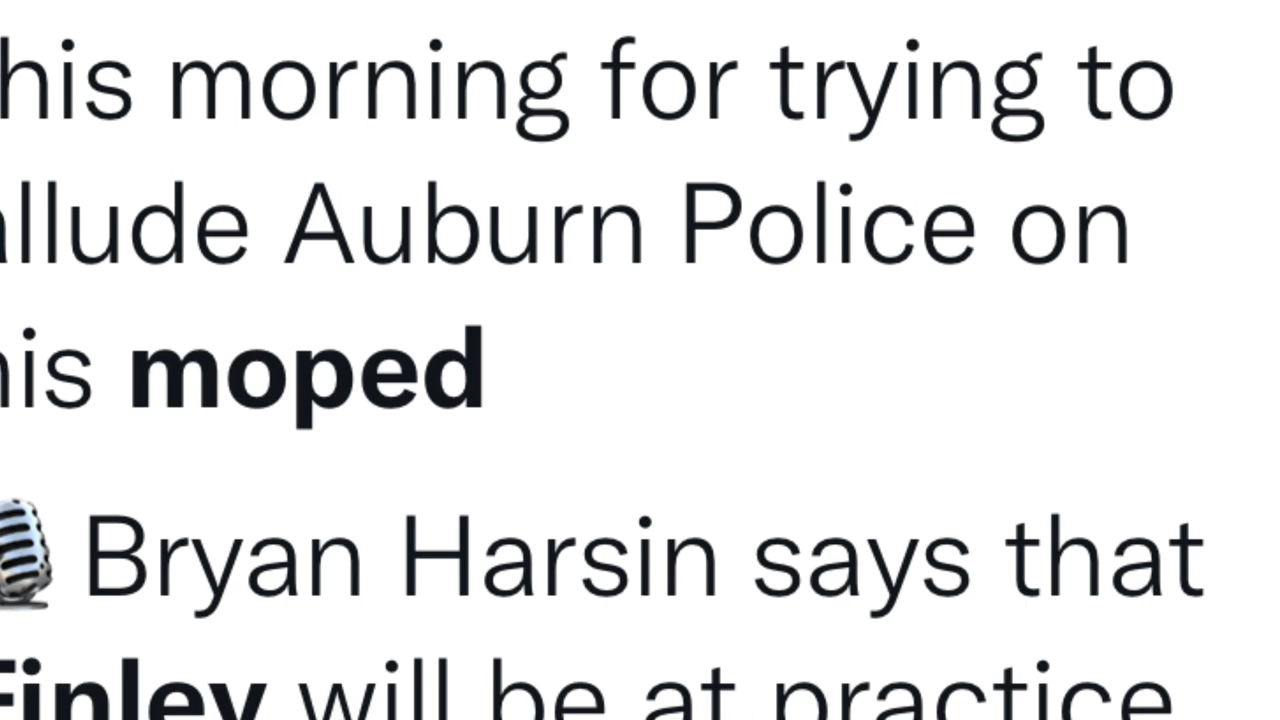 his morning for trying to
allude Auburn Police on
his moped
🎙 Bryan Harsin says that
Finley will be at practice